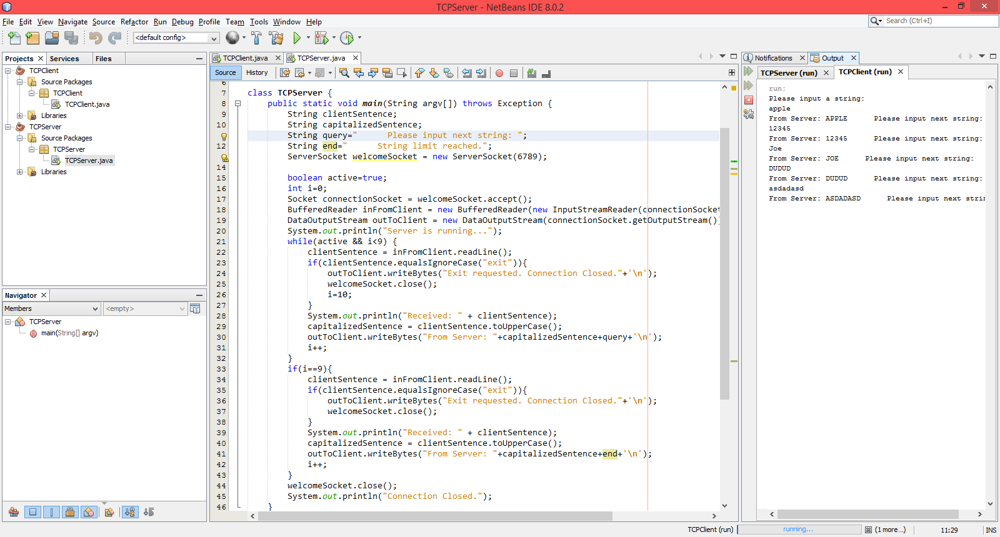 TCPServer - NetBeans IDE 8.0.2
File Edit View Navigate Source Refactor Run Debug Profile Team Tools Window Help
Search (Ctrl+I)
<default config>
Projects Services Files
TCPClient
Source Packages
TCPClient
TCPClient.java
Libraries
TCPServer
Source Packages
TCPServer
TCPServer.java
Libraries
Navigator
Members <empty>
TCPServer
main(String[] argv)
TCPClient.java TCPServer.java
Source History
6
7 class TCPServer {
8 public static void main(String argv[]) throws Exception {
9 String clientSentence;
10 String capitalizedSentence;
String query="      Please input next string: ";
12 String end="      String limit reached.";
ServerSocket welcomeSocket = new ServerSocket(6789);
14
15 boolean active=true;
16 int i=0;
17 Socket connectionSocket = welcomeSocket.accept();
18 BufferedReader inFromClient = new BufferedReader(new InputStreamReader(connectionSocket
19 DataOutputStream outToClient = new DataOutputStream(connectionSocket.getOutputStream())
20 System.out.println("Server is running...");
21 while(active && i<9) {
22 clientSentence = inFromClient.readLine();
23 if(clientSentence.equalsIgnoreCase("exit")){
24 outToClient.writeBytes("Exit requested. Connection Closed."+'\n');
25 welcomeSocket.close();
26 i=10;
27 }
28 System.out.println("Received: " + clientSentence);
29 capitalizedSentence = clientSentence.toUpperCase();
30 outToClient.writeBytes("From Server: "+capitalizedSentence+query+'\n');
31 i++;
32 }
33 if(i==9){
34 clientSentence = inFromClient.readLine();
35 if(clientSentence.equalsIgnoreCase("exit")){
36 outToClient.writeBytes("Exit requested. Connection Closed."+'\n');
37 welcomeSocket.close();
38 }
39 System.out.println("Received: " + clientSentence);
40 capitalizedSentence = clientSentence.toUpperCase();
41 outToClient.writeBytes("From Server: "+capitalizedSentence+end+'\n');
42 i++;
43 }
44 welcomeSocket.close();
45 System.out.println("Connection Closed.");
46 }
Notifications Output
TCPServer (run) TCPClient (run)
run:
Please input a string:
apple
From Server: APPLE      Please input next string:
12345
From Server: 12345      Please input next string:
Joe
From Server: JOE      Please input next string:
DUDUD
From Server: DUDUD      Please input next string:
asdadasd
From Server: ASDADASD      Please input next strin
TCPClient (run) running... (1 more...) 11:29 INS